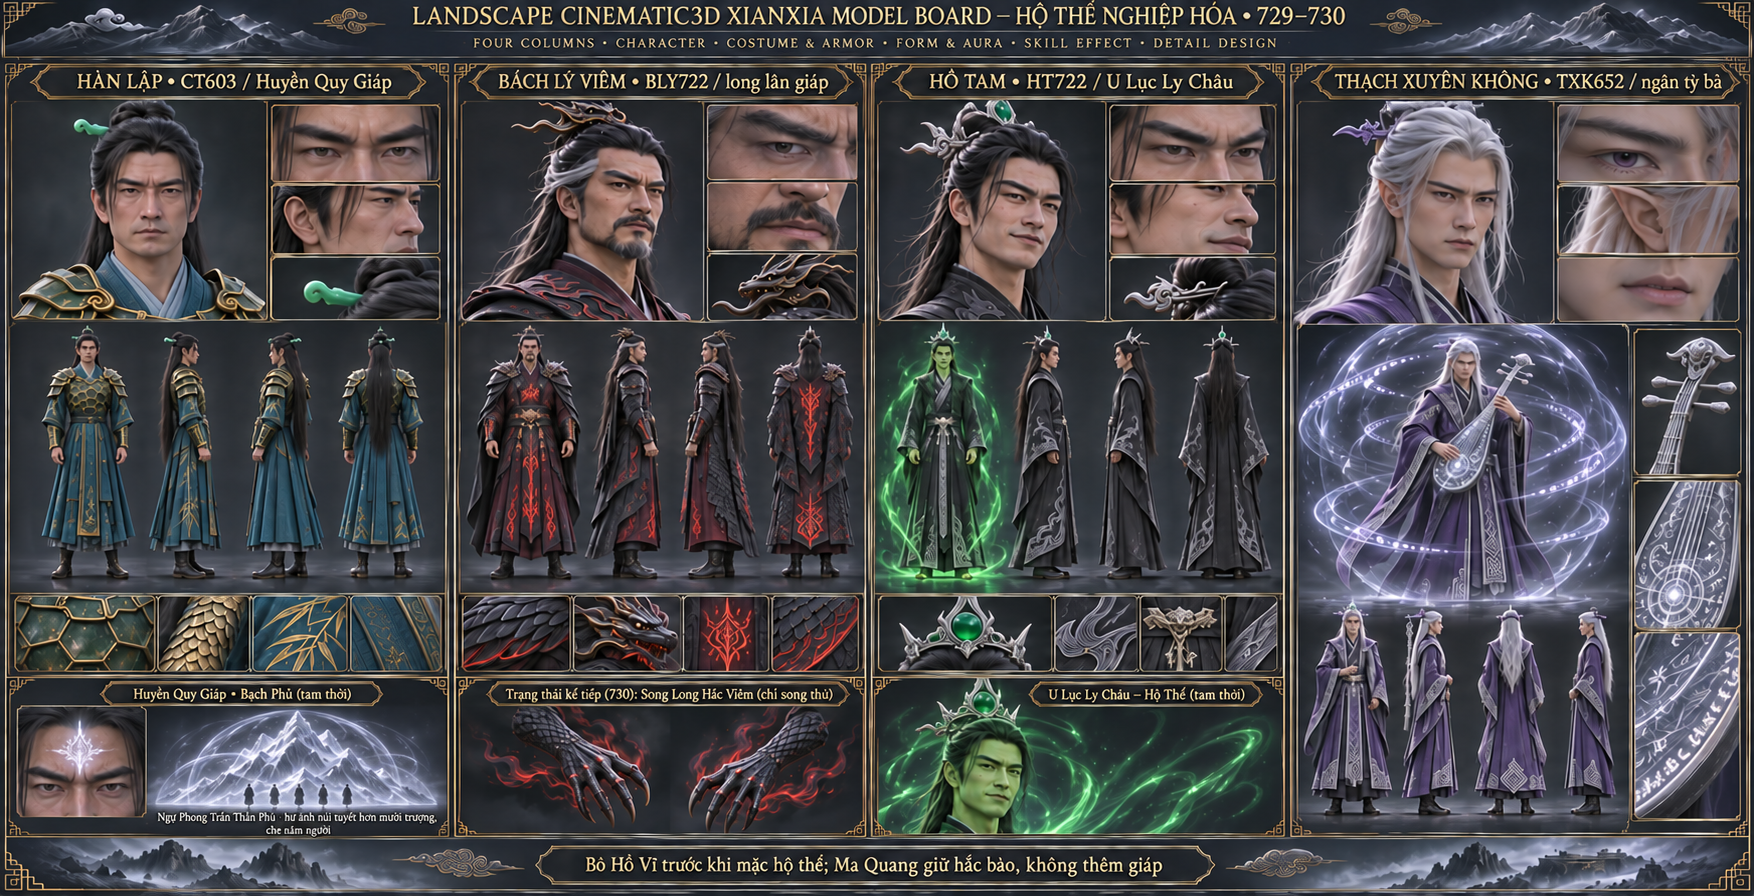 LANDSCAPE CINEMATIC3D XIANXIA MODEL BOARD – HỘ THỂ NGHIỆP HỎA • 729–730
FOUR COLUMNS • CHARACTER • COSTUME & ARMOR • FORM & AURA • SKILL EFFECT • DETAIL DESIGN
HÀN LẬP • CT603 / Huyền Quy Giáp
BÁCH LÝ VIÊM • BLY722 / long lân giáp
HỒ TAM • HT722 / U Lục Ly Châu
THẠCH XUYÊN KHÔNG • TXK652 / ngân tỳ bà
Huyền Quy Giáp • Bạch Phủ (tam thời)
Ngự Phong Trấn Thần Phủ · hư ảnh núi tuyết hơn mười trượng,
che năm người
Trạng thái kế tiếp (730): Song Long Hắc Viêm (chỉ song thủ)
U Lục Ly Châu – Hộ Thể (tam thời)
Bỏ Hồ Vĩ trước khi mặc hộ thể; Ma Quang giữ hắc bào, không thêm giáp